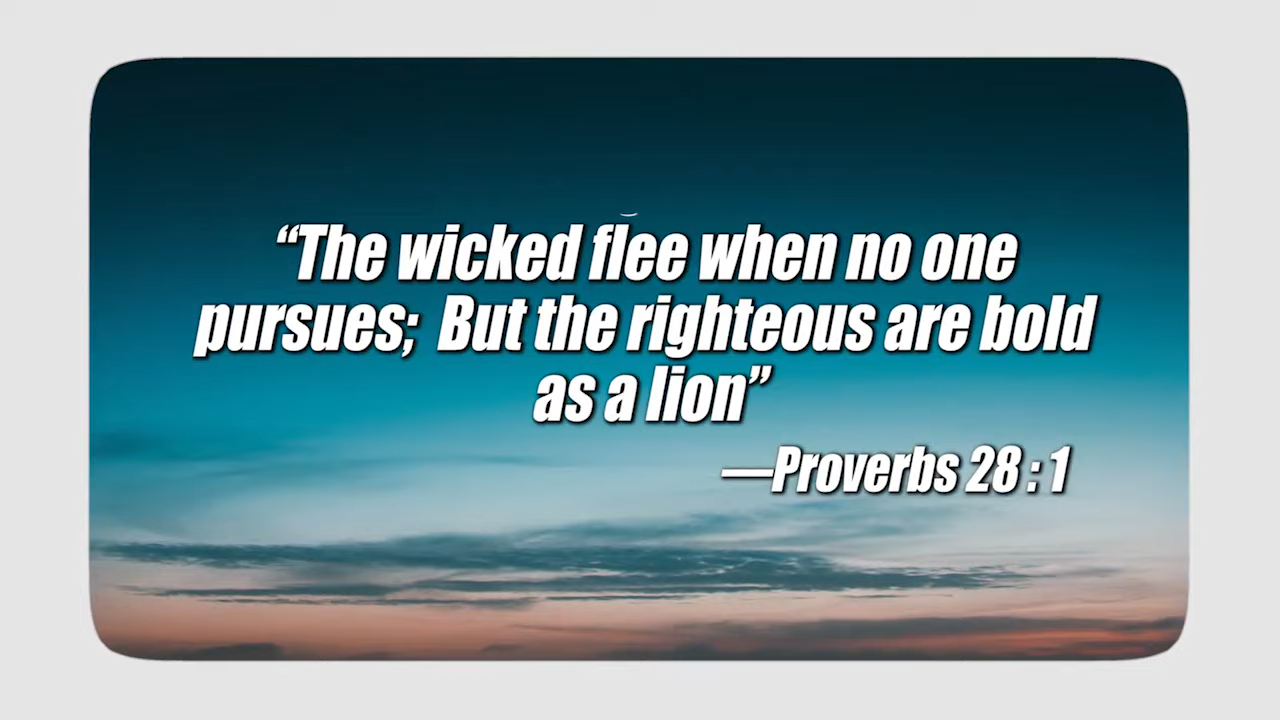 “The wicked flee when no one
pursues;  But the righteous are bold
as a lion”
—Proverbs 28 : 1